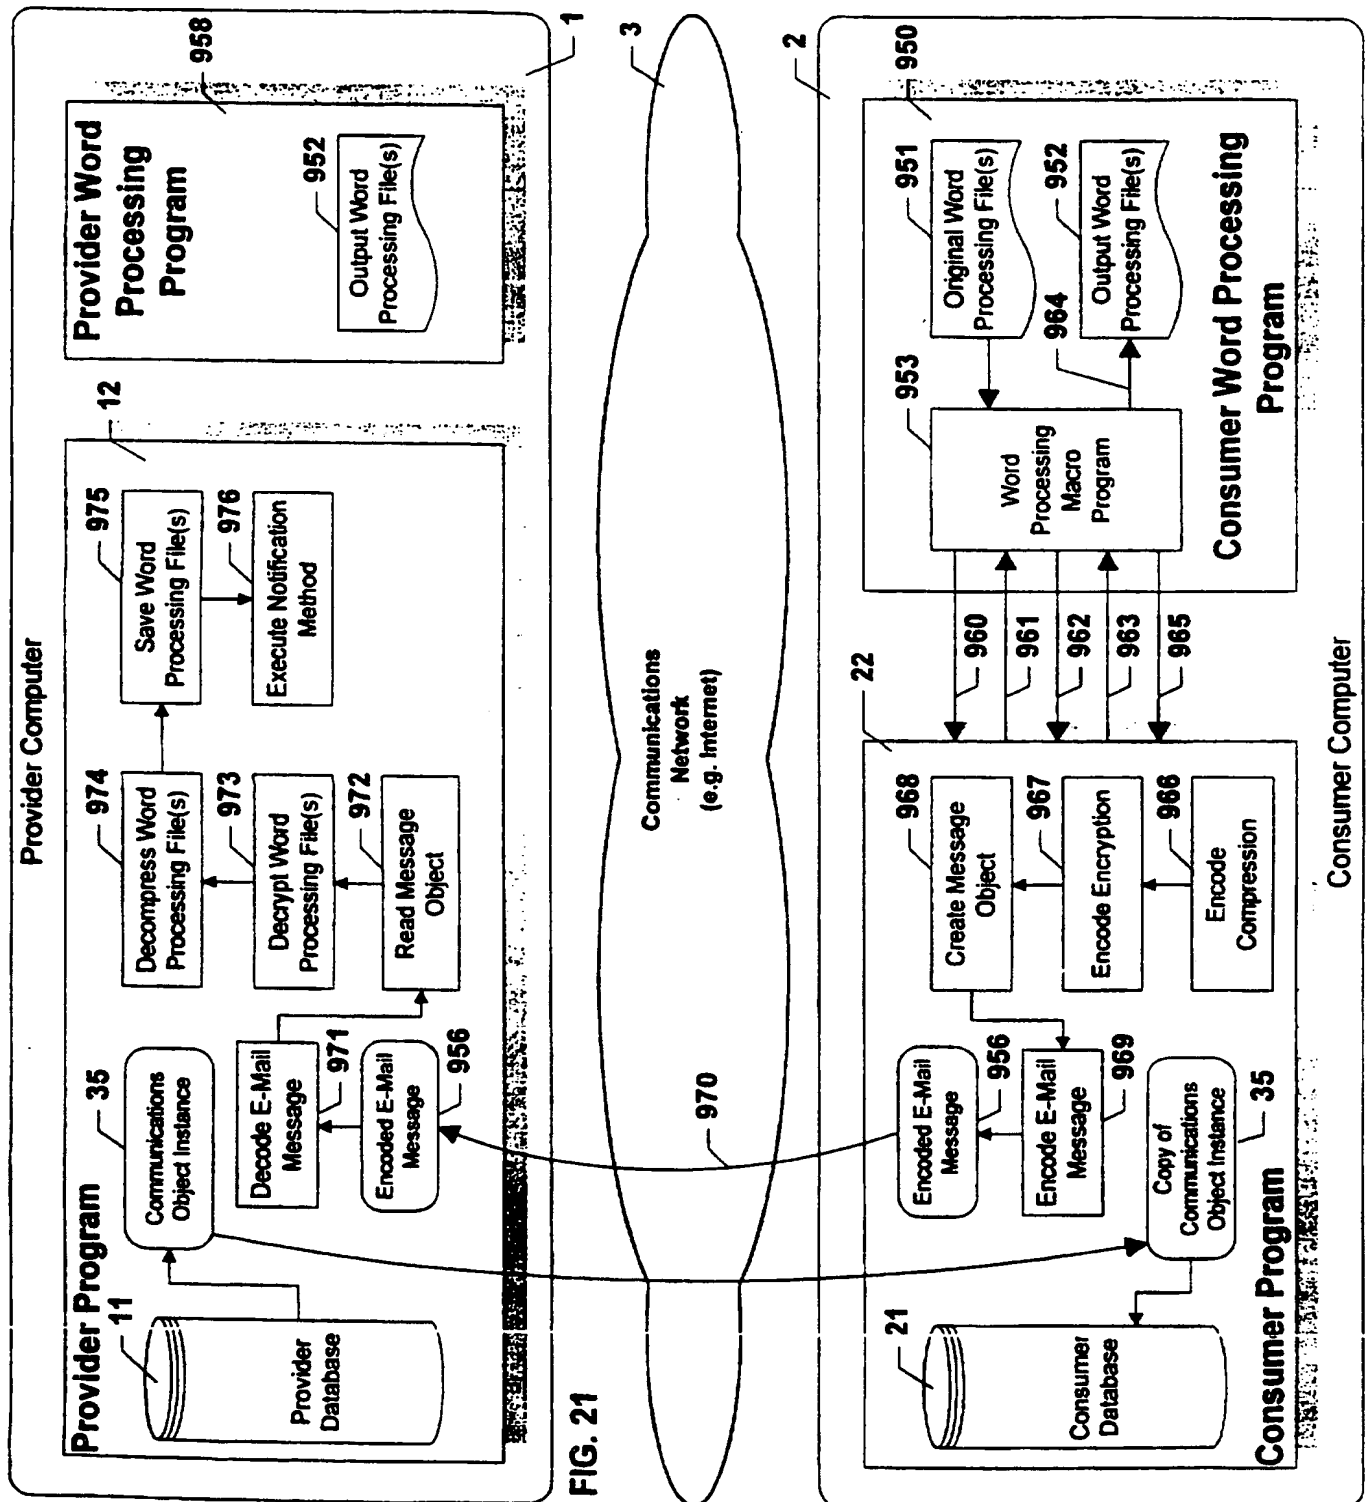 Provider Computer
Provider Program
11
Provider
Database
35
Communications
Object Instance
Decode E-Mail
Message
971
Encoded E-Mail
Message
956
974
Decompress Word
Processing File(s)
973
Decrypt Word
Processing File(s)
972
Read Message
Object
12
975
Save Word
Processing File(s)
976
Execute Notification
Method
Provider Word
Processing
Program
958
952
Output Word
Processing File(s)
1
FIG. 21
3
Communications
Network
(e.g. Internet)
970
2
21
Consumer
Database
Consumer Program
Encoded E-Mail
Message
956
Encode E-Mail
Message
969
Copy of
Communications
Object Instance
35
22
968
Create Message
Object
967
Encode Encryption
966
Encode
Compression
960
961
962
963
965
950
953
Word
Processing
Macro
Program
951
Original Word
Processing File(s)
964
952
Output Word
Processing File(s)
Consumer Word Processing
Program
Consumer Computer